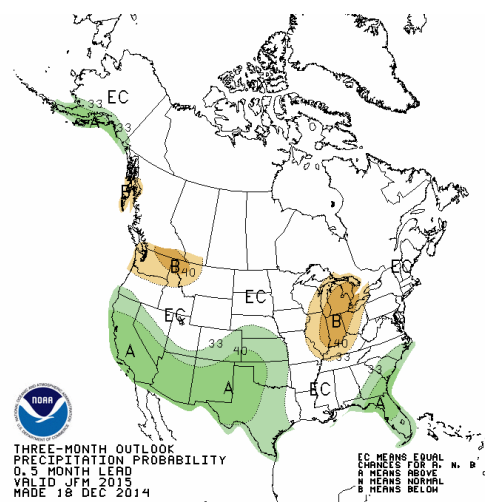 EC
33
A
33
B
B
40
EC
EC
EC
33
40
A
A
B
40
33
33
EC
A
NOAA
THREE-MONTH OUTLOOK
PRECIPITATION PROBABILITY
0.5 MONTH LEAD
VALID JFM 2015
MADE 18 DEC 2014
EC MEANS EQUAL
CHANCES FOR A, N, B
A MEANS ABOVE
N MEANS NORMAL
B MEANS BELOW